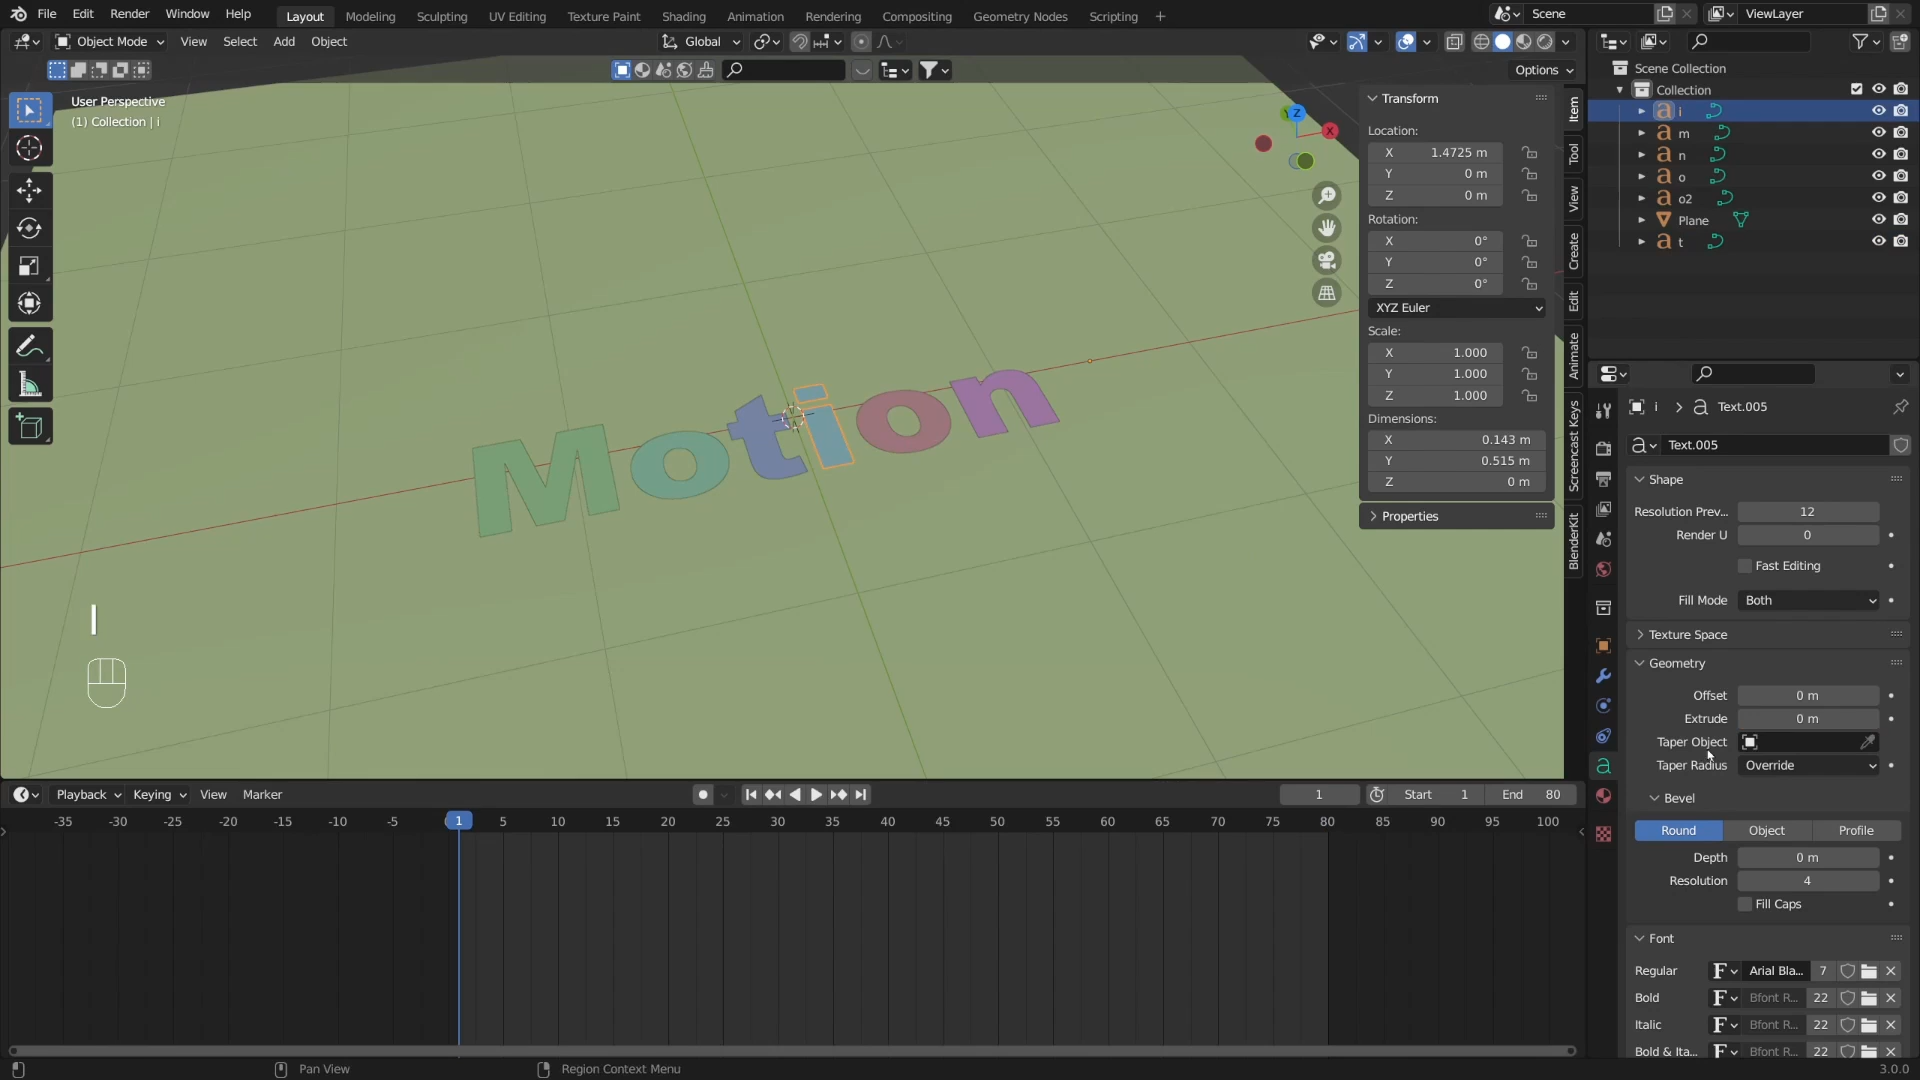 File Edit Render Window Help Layout Modeling Sculpting UV Editing Texture Paint Shading Animation Rendering Compositing Geometry Nodes Scripting + Scene ViewLayer
Object Mode View Select Add Object Global
Options
User Perspective
(1) Collection | i
Motion
I
X
Z
Y
Transform
Location:
X 1.4725 m
Y 0 m
Z 0 m
Rotation:
X 0°
Y 0°
Z 0°
XYZ Euler
Scale:
X 1.000
Y 1.000
Z 1.000
Dimensions:
X 0.143 m
Y 0.515 m
Z 0 m
Properties
Item
Tool
View
Create
Edit
Animate
Screencast Keys
BlenderKit
Scene Collection
Collection
i
m
n
o
o2
Plane
t
i > Text.005
Text.005
Shape
Resolution Prev... 12
Render U 0
Fast Editing
Fill Mode Both
Texture Space
Geometry
Offset 0 m
Extrude 0 m
Taper Object
Taper Radius Override
Bevel
Round Object Profile
Depth 0 m
Resolution 4
Fill Caps
Font
Regular F Arial Bla... 7
Bold F Bfont R... 22
Italic F Bfont R... 22
Bold & Ita... F Bfont R... 22
Playback Keying View Marker 1 Start 1 End 80
-35 -30 -25 -20 -15 -10 -5 1 5 10 15 20 25 30 35 40 45 50 55 60 65 70 75 80 85 90 95 100
Pan View Region Context Menu 3.0.0